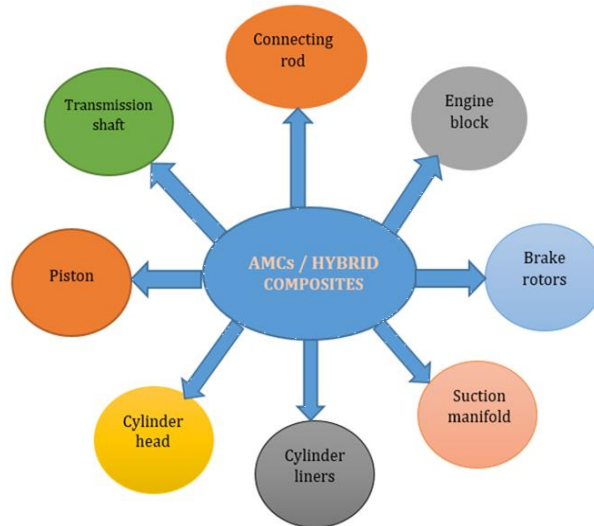 Connecting
rod
Transmission
shaft
Engine
block
AMCs / HYBRID
COMPOSITES
Piston
Brake
rotors
Cylinder
head
Suction
manifold
Cylinder
liners